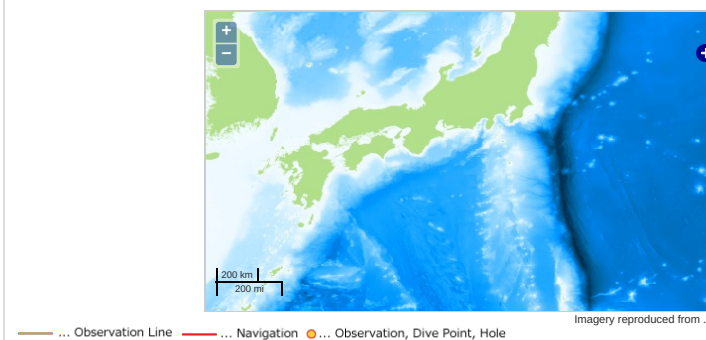 +
−
200 km
200 mi
Imagery reproduced from .
... Observation Line ... Navigation ... Observation, Dive Point, Hole